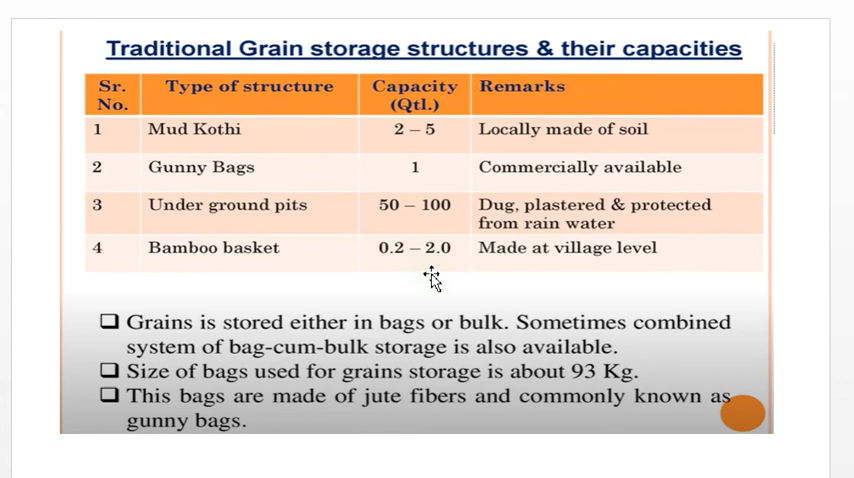 Traditional Grain storage structures & their capacities
Sr. No. Type of structure Capacity (Qtl.) Remarks
1 Mud Kothi 2 – 5 Locally made of soil
2 Gunny Bags 1 Commercially available
3 Under ground pits 50 – 100 Dug, plastered & protected
from rain water
4 Bamboo basket 0.2 – 2.0 Made at village level
❑ Grains is stored either in bags or bulk. Sometimes combined
system of bag-cum-bulk storage is also available.
❑ Size of bags used for grains storage is about 93 Kg.
❑ This bags are made of jute fibers and commonly known as
gunny bags.